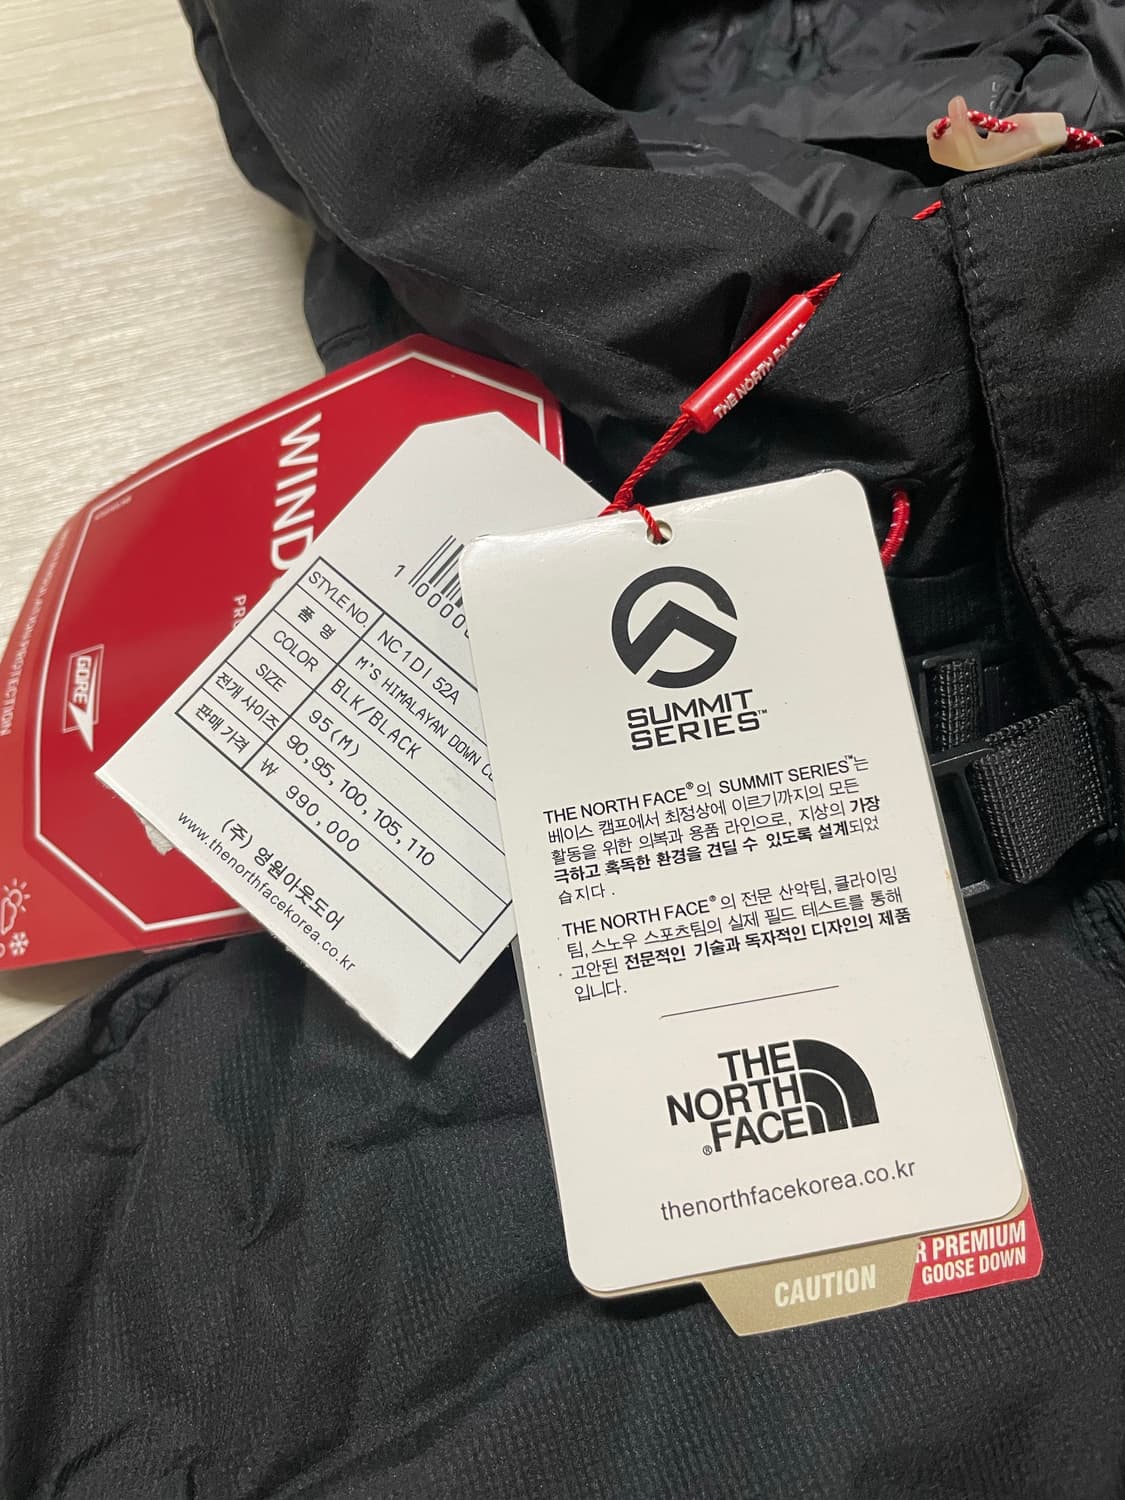 THE NORTH FACE
WIND
GORE
1 0000
STYLE NO. NC1DI52A
품 명 M'S HIMALAYAN DOWN
COLOR BLK/BLACK
SIZE 95(M)
전개 사이즈 90,95,100,105,110
판매 가격 ₩ 990,000
(주) 영원아웃도어
www.thenorthfacekorea.co.kr
SUMMIT
SERIES™
THE NORTH FACE®의 SUMMIT SERIES™는
베이스 캠프에서 최정상에 이르기까지의 모든
활동을 위한 의복과 용품 라인으로, 지상의 가장
극하고 혹독한 환경을 견딜 수 있도록 설계되었
습지다.
THE NORTH FACE®의 전문 산악팀, 클라이밍
팀, 스노우 스포츠팀의 실제 필드 테스트를 통해
고안된 전문적인 기술과 독자적인 디자인의 제품
입니다.
THE
NORTH
FACE®
thenorthfacekorea.co.kr
CAUTION
R PREMIUM
GOOSE DOWN